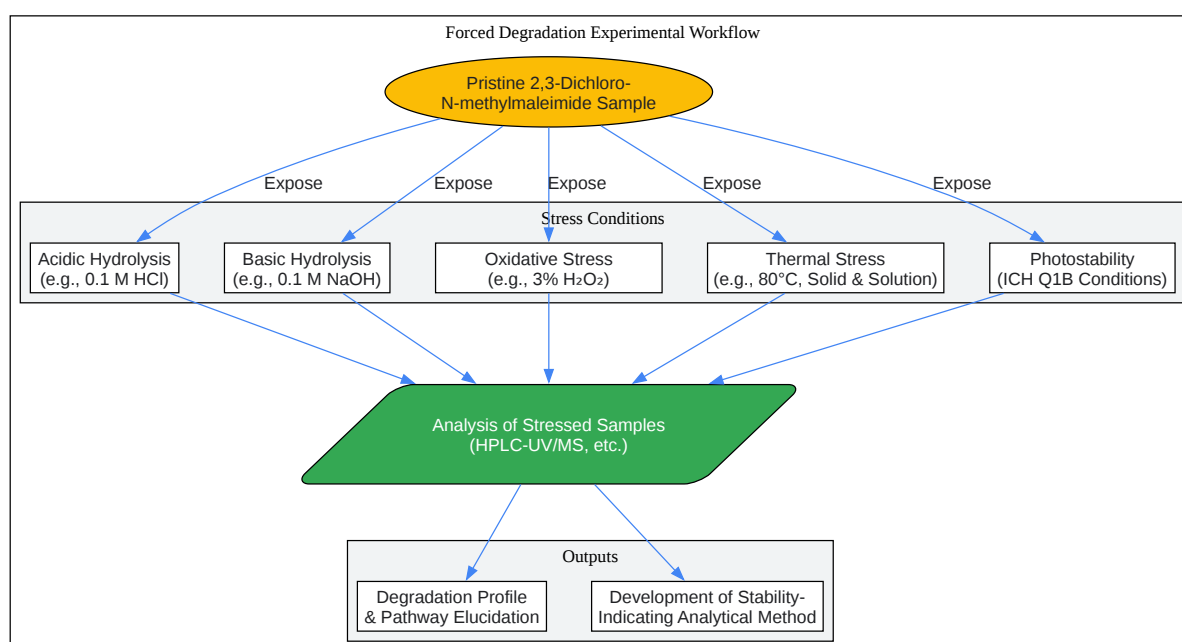 Forced Degradation Experimental Workflow
Pristine 2,3-Dichloro-
N-methylmaleimide Sample
Expose
Expose
Expose
Expose
Expose
Stress Conditions
Acidic Hydrolysis
(e.g., 0.1 M HCl)
Basic Hydrolysis
(e.g., 0.1 M NaOH)
Oxidative Stress
(e.g., 3% H₂O₂)
Thermal Stress
(e.g., 80°C, Solid & Solution)
Photostability
(ICH Q1B Conditions)
Analysis of Stressed Samples
(HPLC-UV/MS, etc.)
Outputs
Degradation Profile
& Pathway Elucidation
Development of Stability-
Indicating Analytical Method